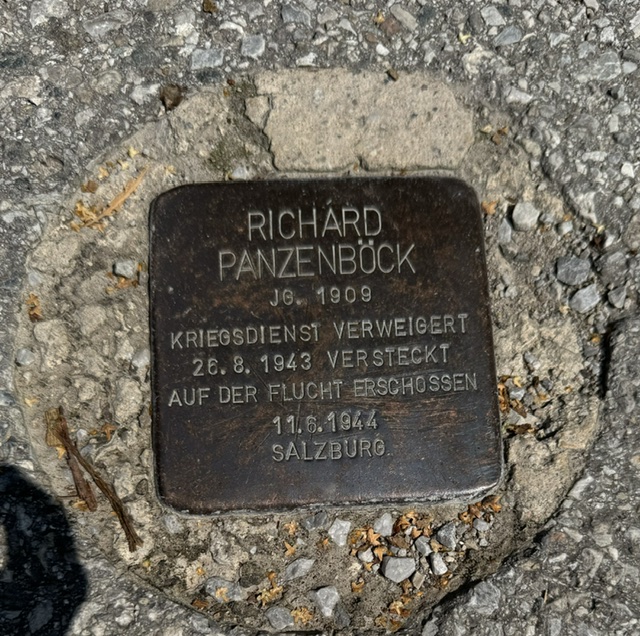 RICHARD
PANZENBÖCK
JG. 1909
KRIEGSDIENST VERWEIGERT
26.8.1943 VERSTECKT
AUF DER FLUCHT ERSCHOSSEN
11.6.1944
SALZBURG